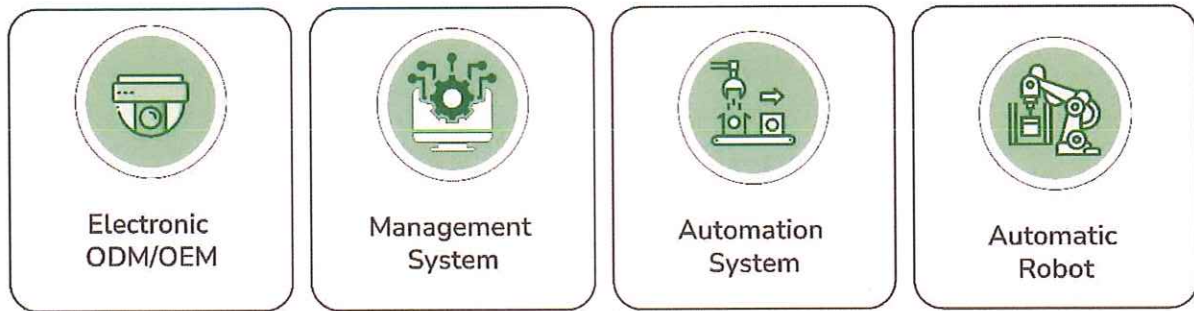 Electronic
ODM/OEM
Management
System
Automation
System
Automatic
Robot